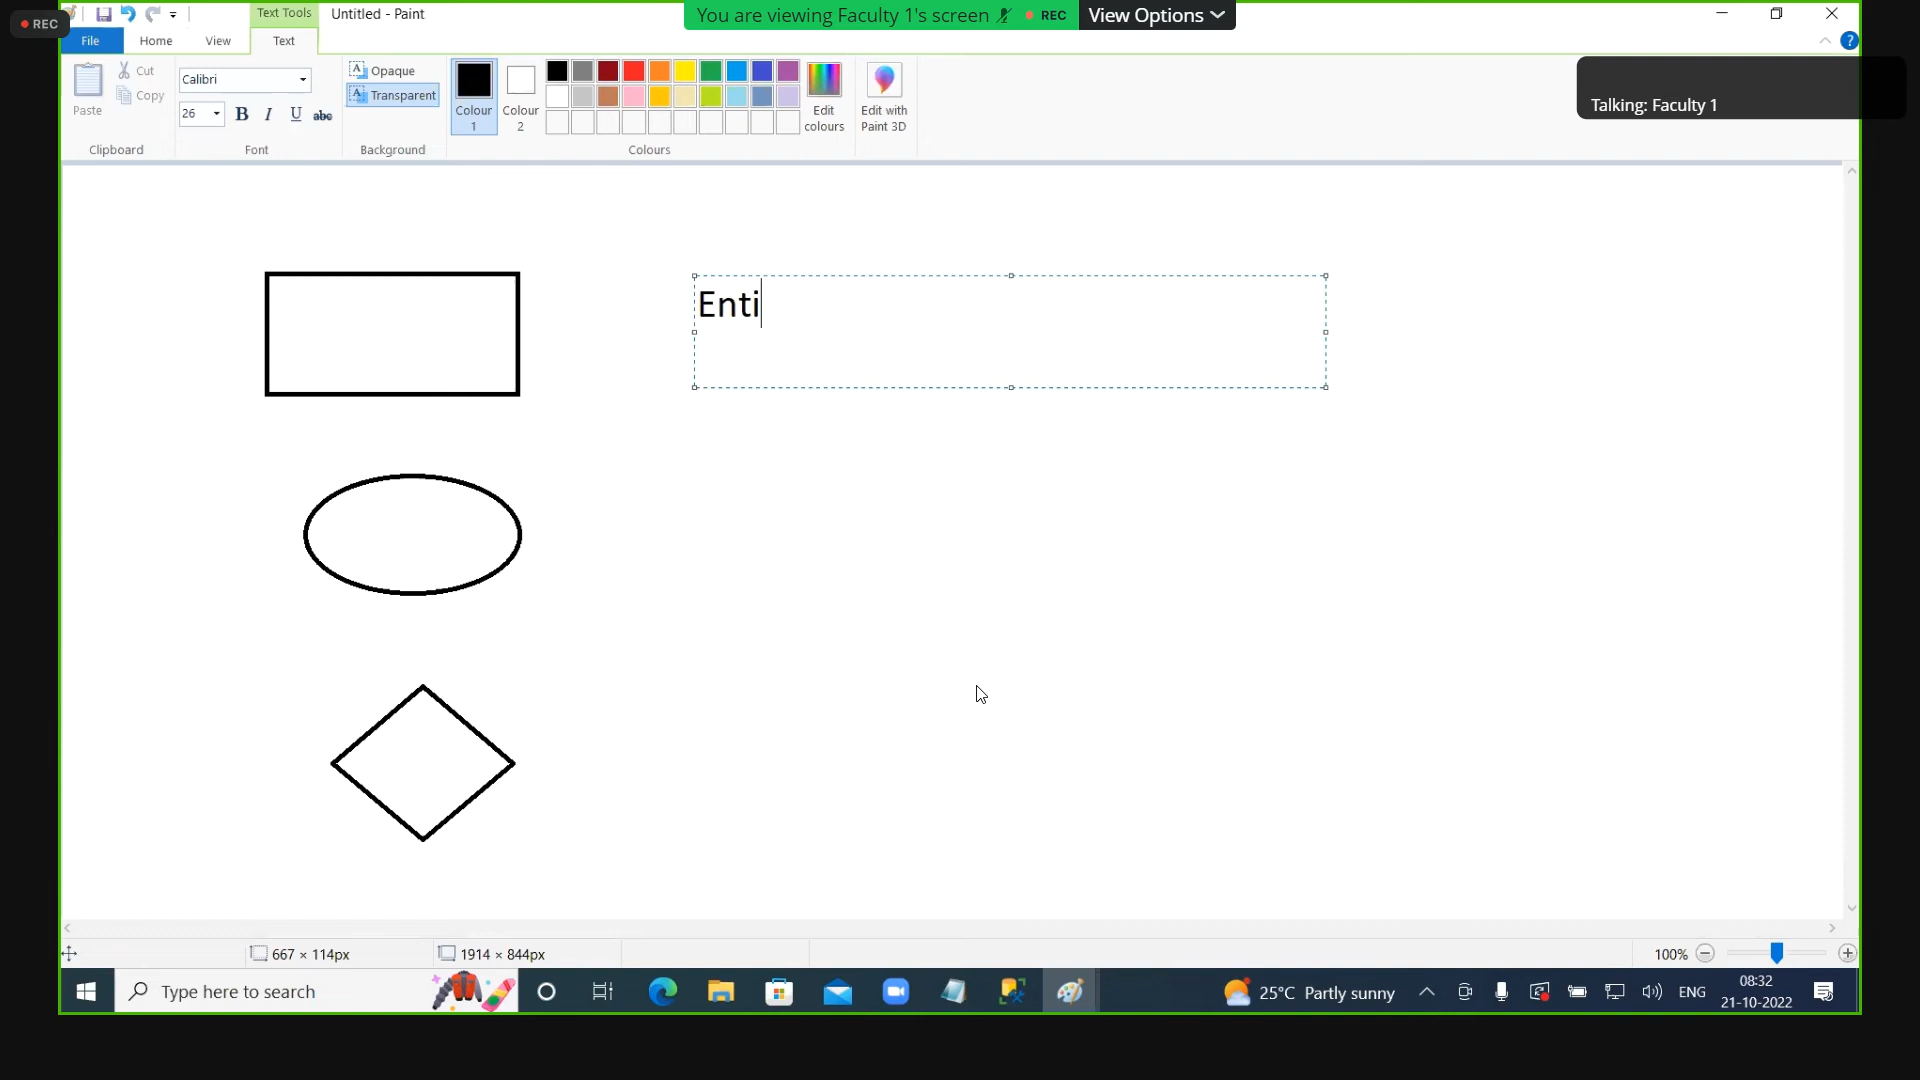 REC
Text Tools
Untitled - Paint
You are viewing Faculty 1's screen
REC
View Options
File
Home
View
Text
Talking: Faculty 1
Paste
Cut
Copy
Clipboard
Calibri
26
B I U abc
Font
Opaque
Transparent
Background
Colour 1
Colour 2
Edit colours
Colours
Edit with Paint 3D
Enti
667 × 114px
1914 × 844px
100%
Type here to search
25°C Partly sunny
ENG
08:32
21-10-2022